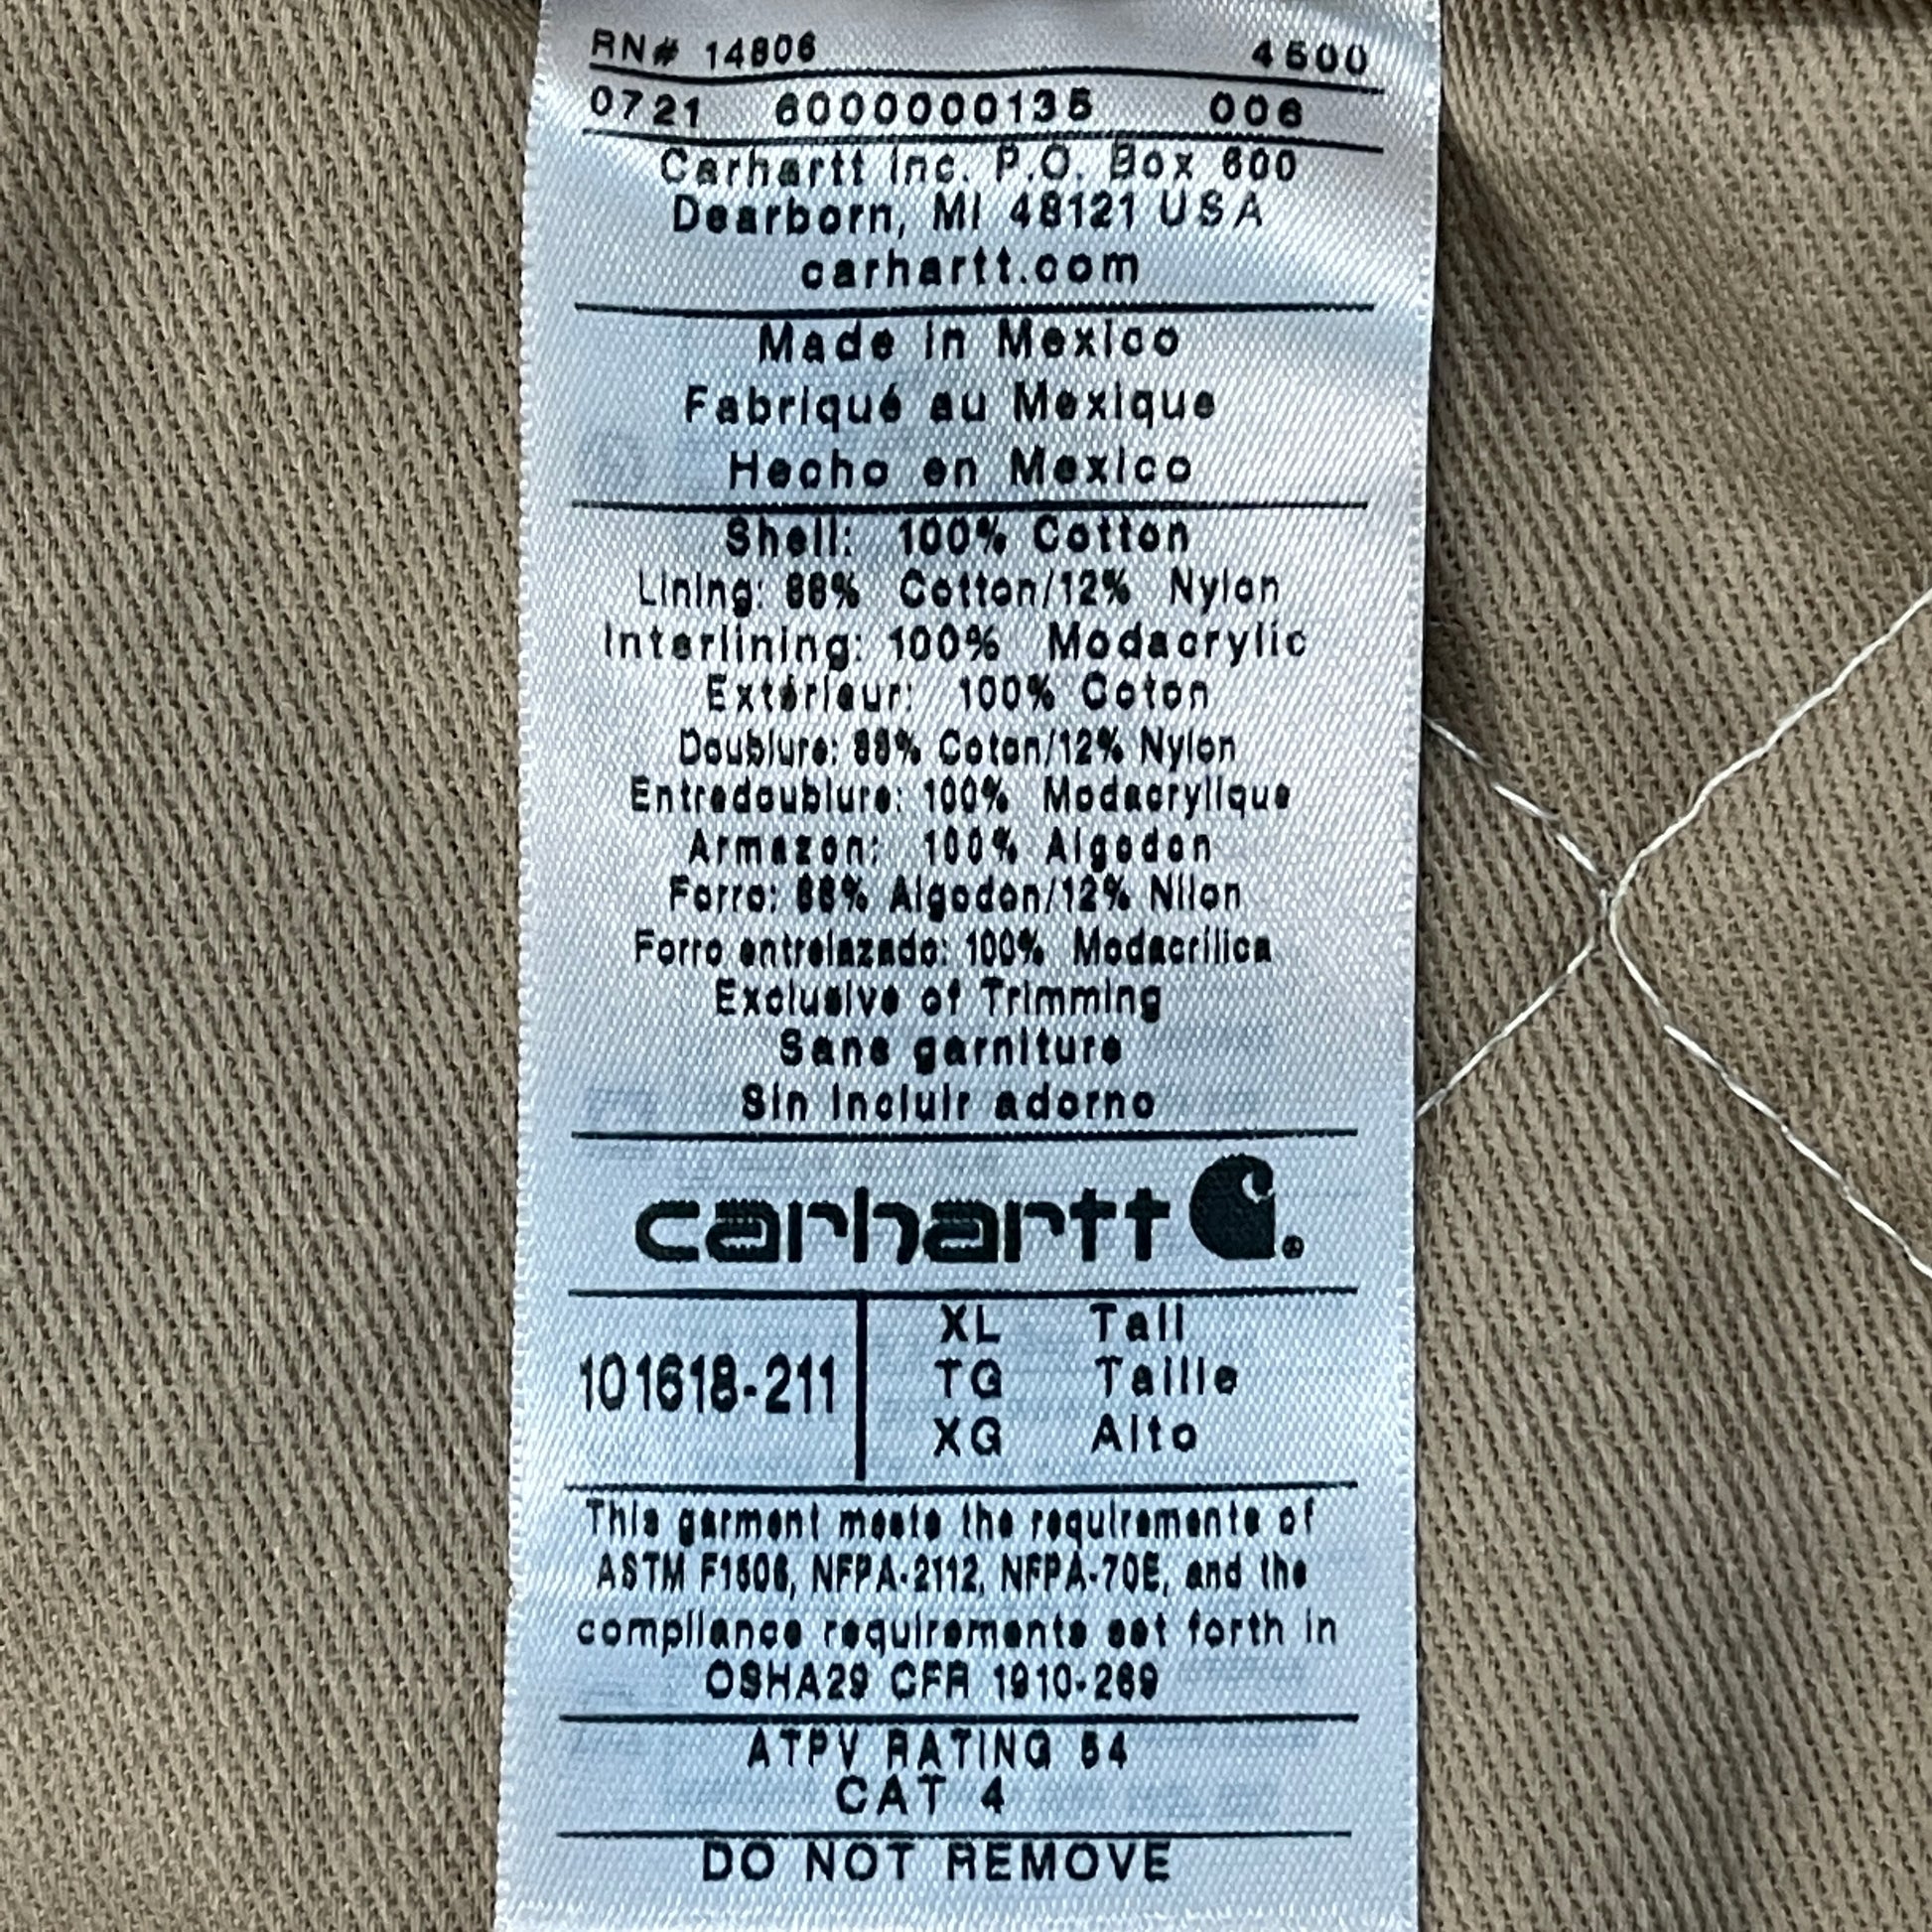 RN# 14806 4500
0721 6000000135 006
Carhartt Inc. P.O. Box 600
Dearborn, MI 48121 USA
carhartt.com
Made in Mexico
Fabriqué au Mexique
Hecho en Mexico
Shell: 100% Cotton
Lining: 88% Cotton/12% Nylon
Interlining: 100% Modacrylic
Extérieur: 100% Coton
Doublure: 88% Coton/12% Nylon
Entredoublure: 100% Modacrylique
Armazon: 100% Algodon
Forro: 88% Algodon/12% Nilon
Forro entrelazado: 100% Modacrilica
Exclusive of Trimming
Sans garniture
Sin incluir adorno
carhartt ®
101618-211
XL Tall
TG Taille
XG Alto
This garment meets the requirements of
ASTM F1506, NFPA-2112, NFPA-70E, and the
compliance requirements set forth in
OSHA29 CFR 1910-269
ATPV RATING 54
CAT 4
DO NOT REMOVE